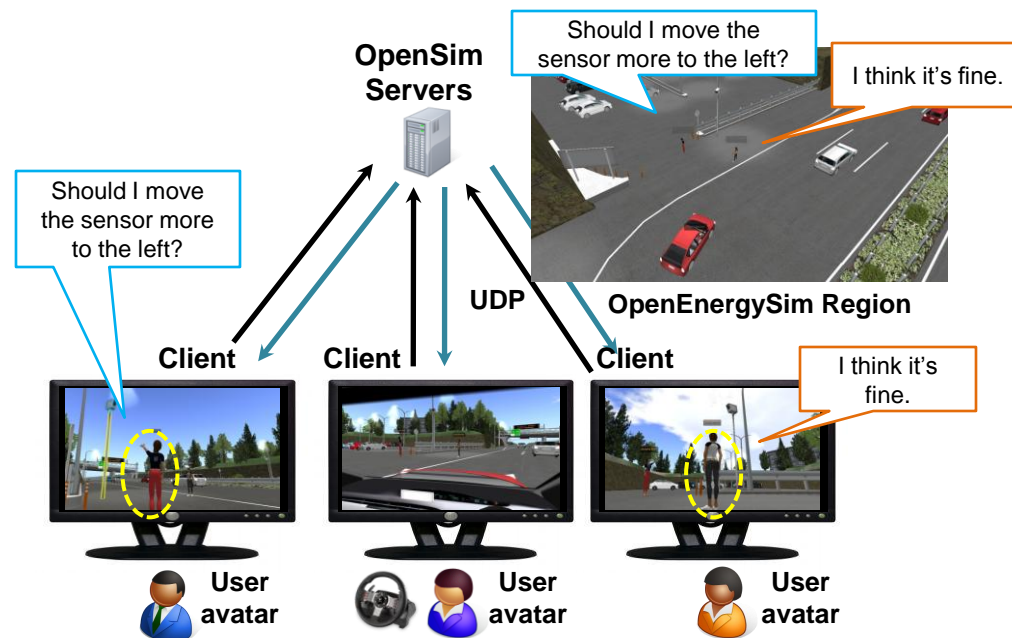 OpenSim
Servers
Should I move the
sensor more to the left?
I think it's fine.
Should I move
the sensor more
to the left?
UDP
OpenEnergySim Region
Client
Client
Client
I think it's
fine.
User
avatar
User
avatar
User
avatar